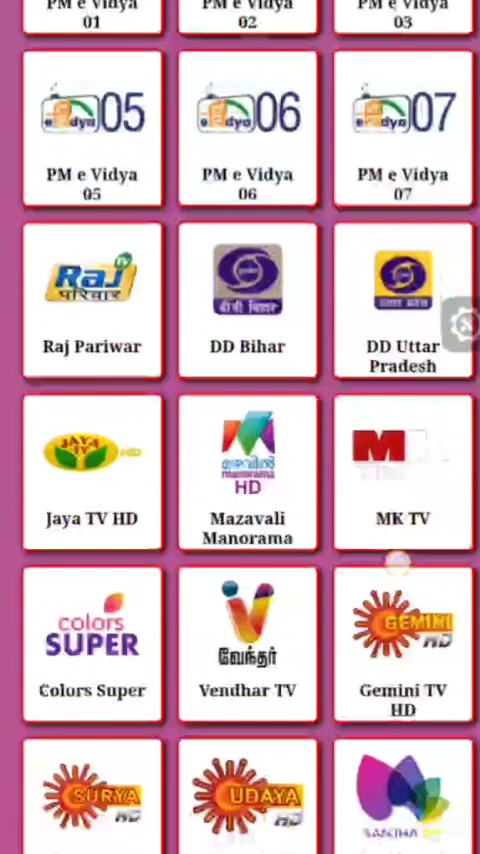 PM e Vidya
01
PM e Vidya
02
PM e Vidya
03
05
06
07
PM e Vidya
05
PM e Vidya
06
PM e Vidya
07
Raj TV
परिवार
डीडी बिहार
Raj Pariwar
DD Bihar
DD Uttar
Pradesh
JAYA
TV HD
മഴവിൽ
manorama
HD
M
Jaya TV HD
Mazavali
Manorama
MK TV
colors
SUPER
வேந்தர்
GEMINI
HD
Colors Super
Vendhar TV
Gemini TV
HD
SURYA
HD
UDAYA
HD